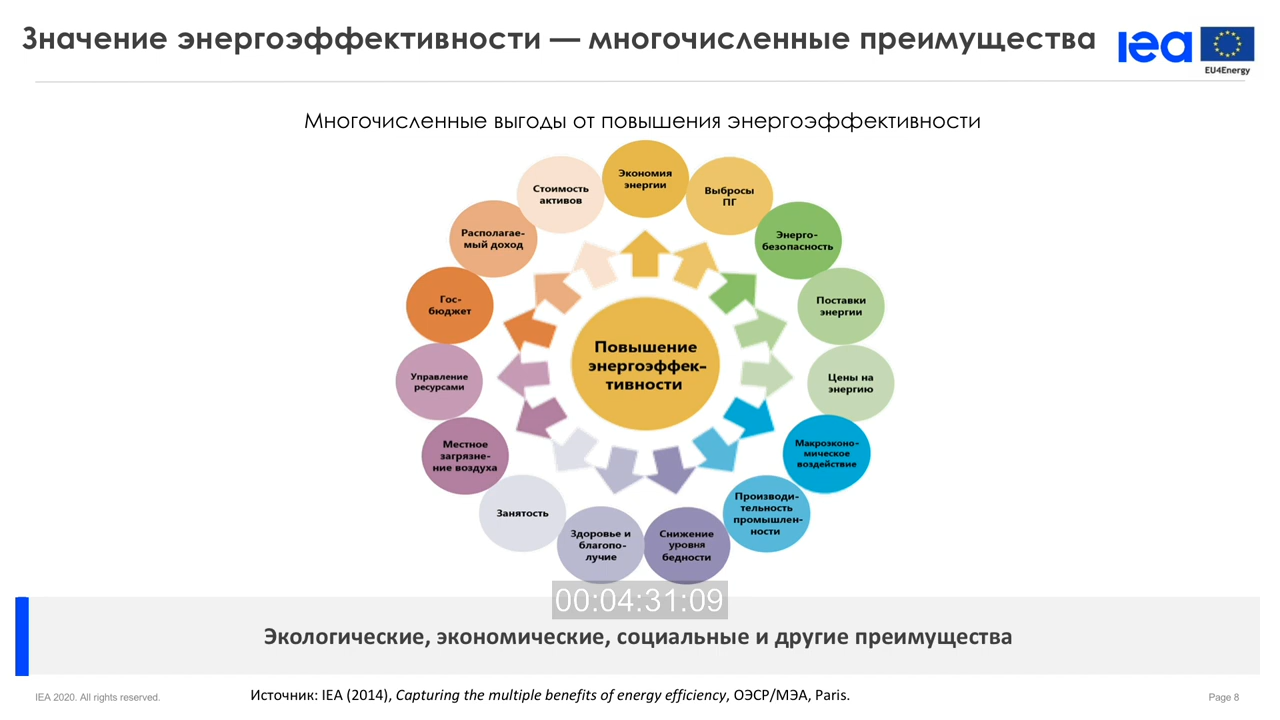 Значение энергоэффективности — многочисленные преимущества
iea
EU4Energy
Многочисленные выгоды от повышения энергоэффективности
Экономия
энергии
Выбросы
ПГ
Энерго-
безопасность
Поставки
энергии
Цены на
энергию
Макроэконо-
мическое
воздействие
Производи-
тельность
промышлен-
ности
Снижение
уровня
бедности
Здоровье и
благопо-
лучие
Занятость
Местное
загрязне-
ние воздуха
Управление
ресурсами
Гос-
бюджет
Располагае-
мый доход
Стоимость
активов
Повышение
энергоэффек-
тивности
00:04:31:09
Экологические, экономические, социальные и другие преимущества
IEA 2020. All rights reserved.
Источник: IEA (2014), Capturing the multiple benefits of energy efficiency, ОЭСР/МЭА, Paris.
Page 8